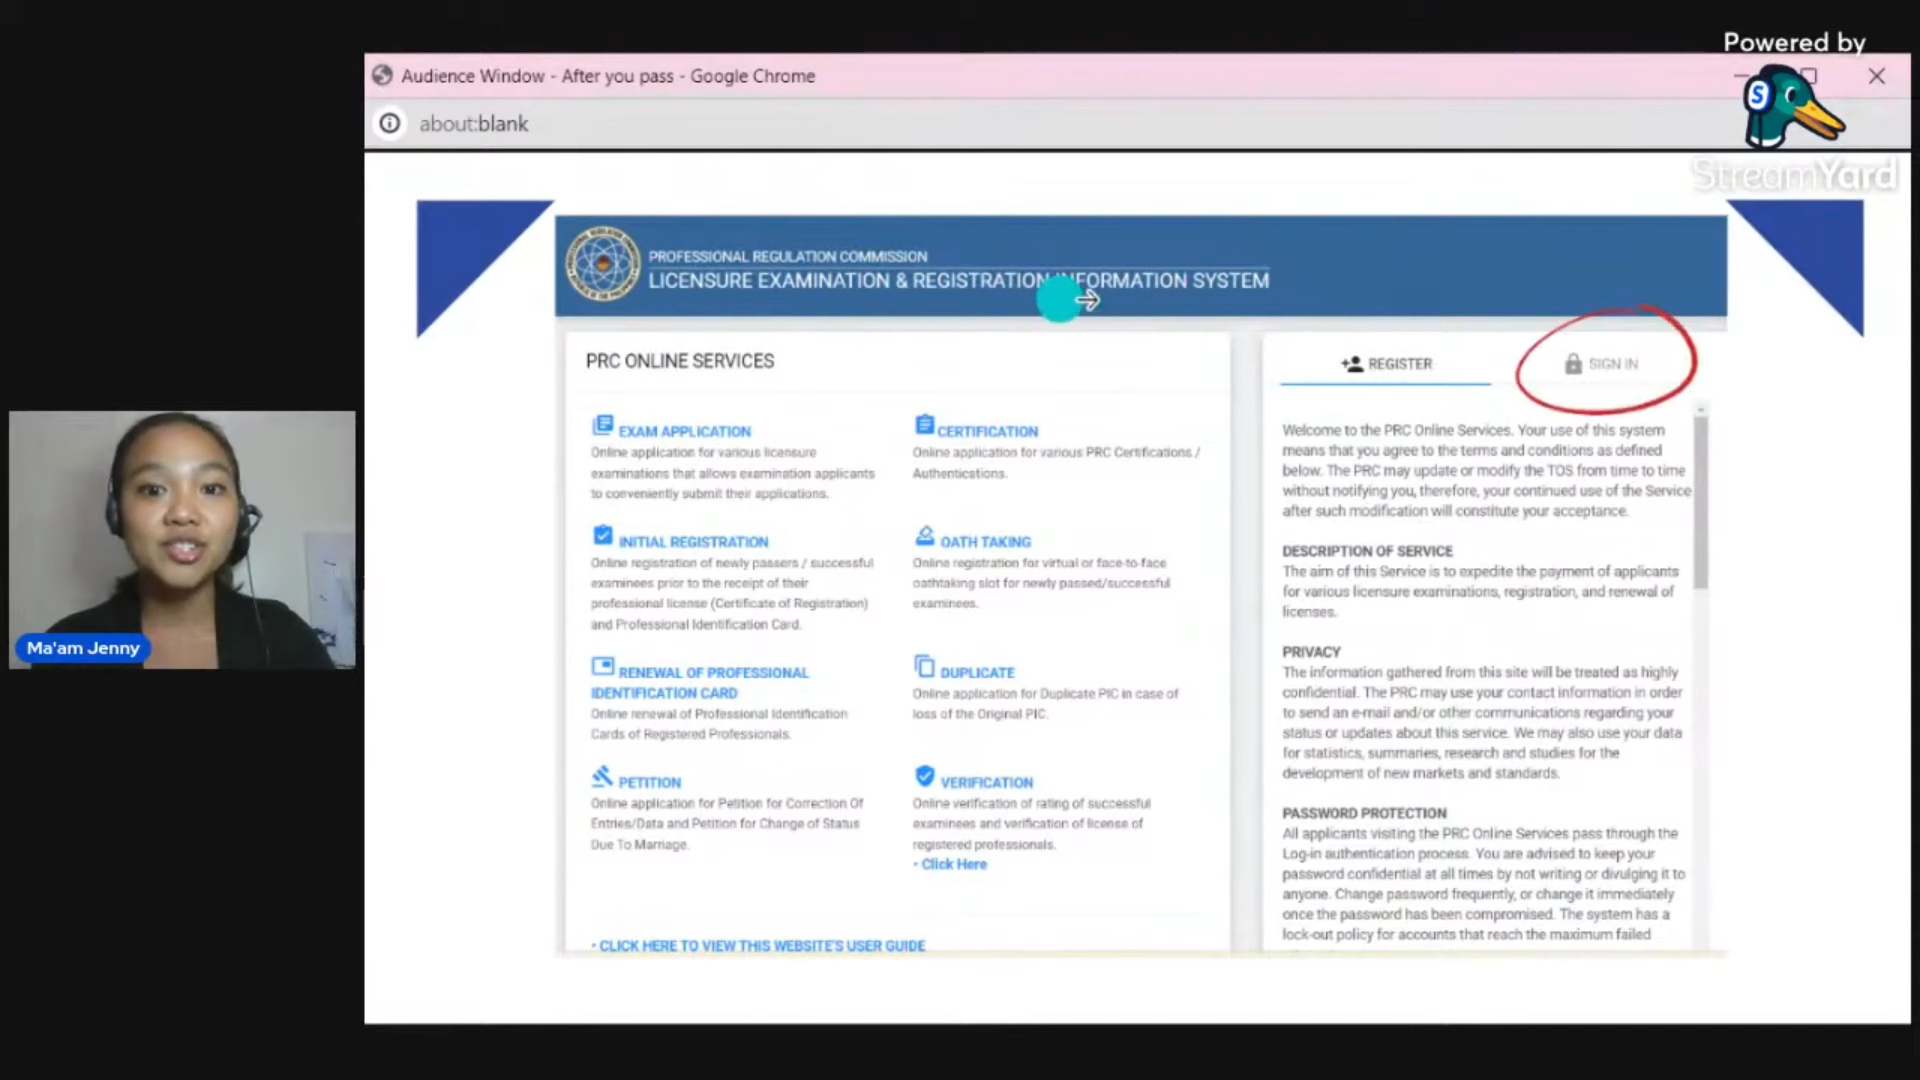 Powered by
StreamYard
Audience Window - After you pass - Google Chrome
about:blank
PROFESSIONAL REGULATION COMMISSION
LICENSURE EXAMINATION & REGISTRATION INFORMATION SYSTEM
PRC ONLINE SERVICES
EXAM APPLICATION
Online application for various licensure
examinations that allows examination applicants
to conveniently submit their applications.
CERTIFICATION
Online application for various PRC Certifications /
Authentications.
INITIAL REGISTRATION
Online registration of newly passers / successful
examinees prior to the receipt of their
professional license (Certificate of Registration)
and Professional Identification Card.
OATH TAKING
Online registration for virtual or face-to-face
oathtaking slot for newly passed/successful
examinees.
RENEWAL OF PROFESSIONAL
IDENTIFICATION CARD
Online renewal of Professional Identification
Cards of Registered Professionals.
DUPLICATE
Online application for Duplicate PIC in case of
loss of the Original PIC.
PETITION
Online application for Petition for Correction Of
Entries/Data and Petition for Change of Status
Due To Marriage.
VERIFICATION
Online verification of rating of successful
examinees and verification of license of
registered professionals.
• Click Here
• CLICK HERE TO VIEW THIS WEBSITE'S USER GUIDE
REGISTER
SIGN IN
Welcome to the PRC Online Services. Your use of this system
means that you agree to the terms and conditions as defined
below. The PRC may update or modify the TOS from time to time
without notifying you, therefore, your continued use of the Service
after such modification will constitute your acceptance.
DESCRIPTION OF SERVICE
The aim of this Service is to expedite the payment of applicants
for various licensure examinations, registration, and renewal of
licenses.
PRIVACY
The information gathered from this site will be treated as highly
confidential. The PRC may use your contact information in order
to send an e-mail and/or other communications regarding your
status or updates about this service. We may also use your data
for statistics, summaries, research and studies for the
development of new markets and standards.
PASSWORD PROTECTION
All applicants visiting the PRC Online Services pass through the
Log-in authentication process. You are advised to keep your
password confidential at all times by not writing or divulging it to
anyone. Change password frequently, or change it immediately
once the password has been compromised. The system has a
lock-out policy for accounts that reach the maximum failed
Ma'am Jenny